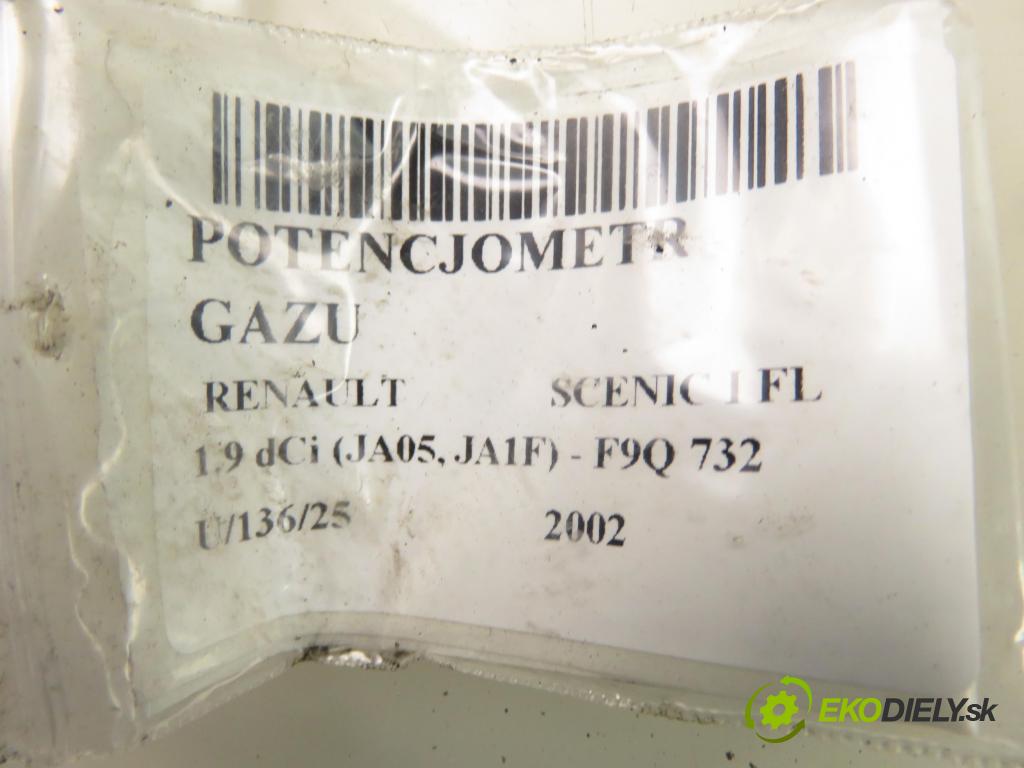 POTENCJOMETR
GAZU
RENAULT SCENIC I FL
1.9 dCi (JA05, JA1F) - F9Q 732
U/136/25 2002
EKODIELY.sk